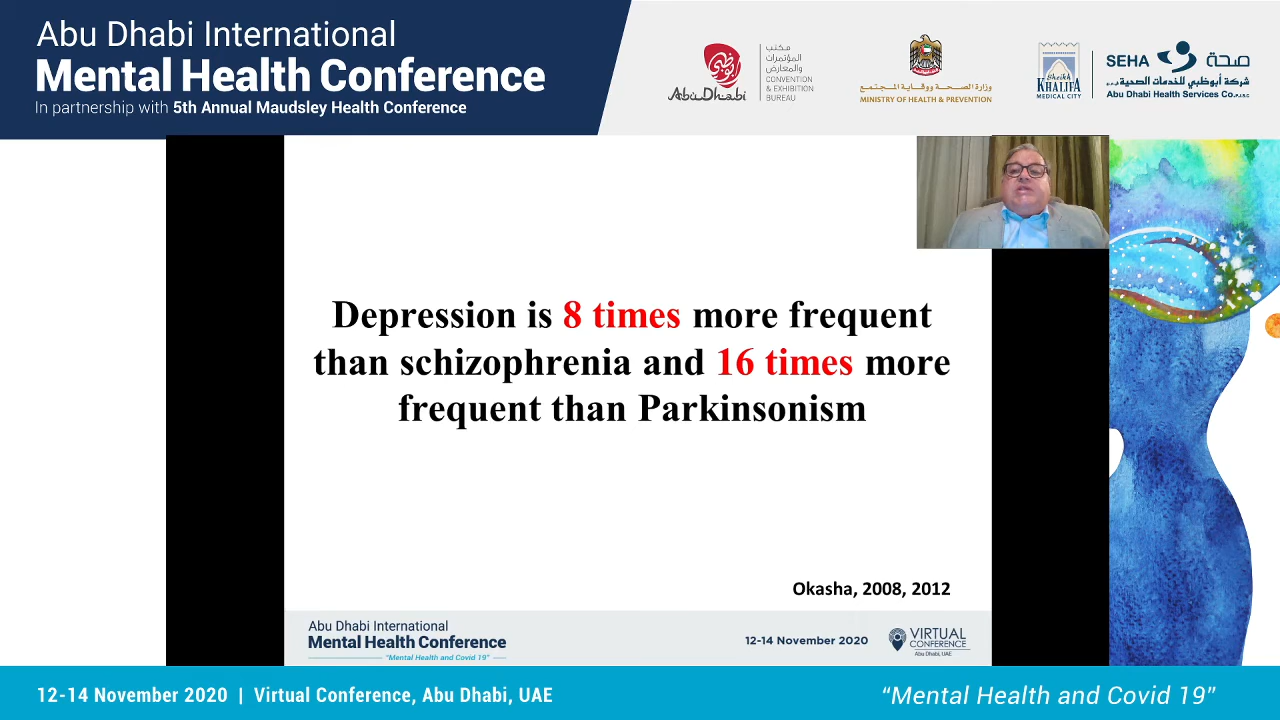 Abu Dhabi International
Mental Health Conference
In partnership with 5th Annual Maudsley Health Conference
Abu Dhabi
مكتب
المؤتمرات
والمعارض
CONVENTION
& EXHIBITION
BUREAU
وزارة الصحة ووقاية المجتمع
MINISTRY OF HEALTH & PREVENTION
Sheikh
KHALIFA
MEDICAL CITY
SEHA صحة
شركة أبوظبي للخدمات الصحية ش.م.ع
Abu Dhabi Health Services Co. P.J.S.C
Depression is 8 times more frequent
than schizophrenia and 16 times more
frequent than Parkinsonism
Okasha, 2008, 2012
Abu Dhabi International
Mental Health Conference
"Mental Health and Covid 19"
12-14 November 2020
VIRTUAL
CONFERENCE
Abu Dhabi, UAE
12-14 November 2020 | Virtual Conference, Abu Dhabi, UAE
“Mental Health and Covid 19”